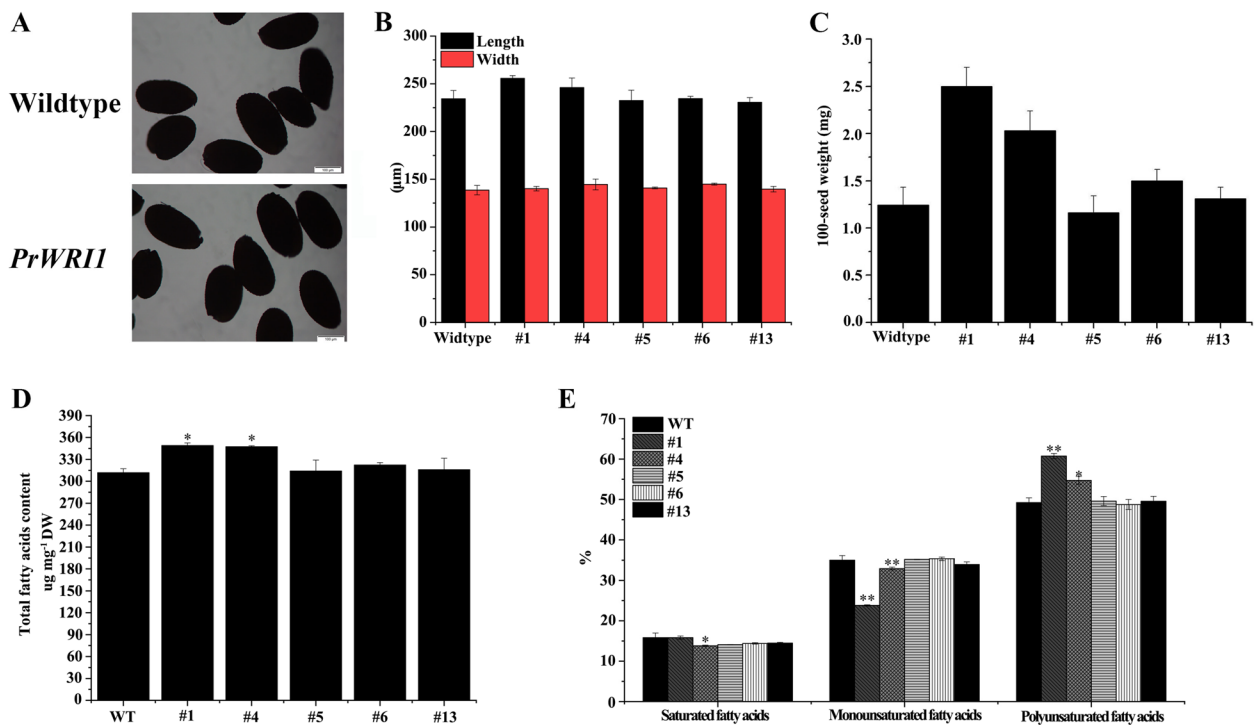 A
Wildtype
PrWRI1
B
Length
Width
300
250
200
150
100
50
0
(μm)
Widtype #1 #4 #5 #6 #13
C
3.0
2.5
2.0
1.5
1.0
0.5
0.0
100-seed weight (mg)
Widtype #1 #4 #5 #6 #13
D
390
360
330
300
270
240
210
180
150
120
90
60
30
0
Total fatty acids content
ug mg-1 DW
* *
WT #1 #4 #5 #6 #13
E
WT
#1
#4
#5
#6
#13
70
60
50
40
30
20
10
0
%
* ** ** ** *
Saturated fatty acids Monounsaturated fatty acids Polyunsaturated fatty acids